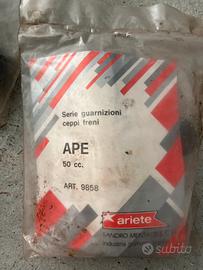 Serie guarnizioni
ceppi freni
APE
50 cc.
ART. 9858
ariete
subito